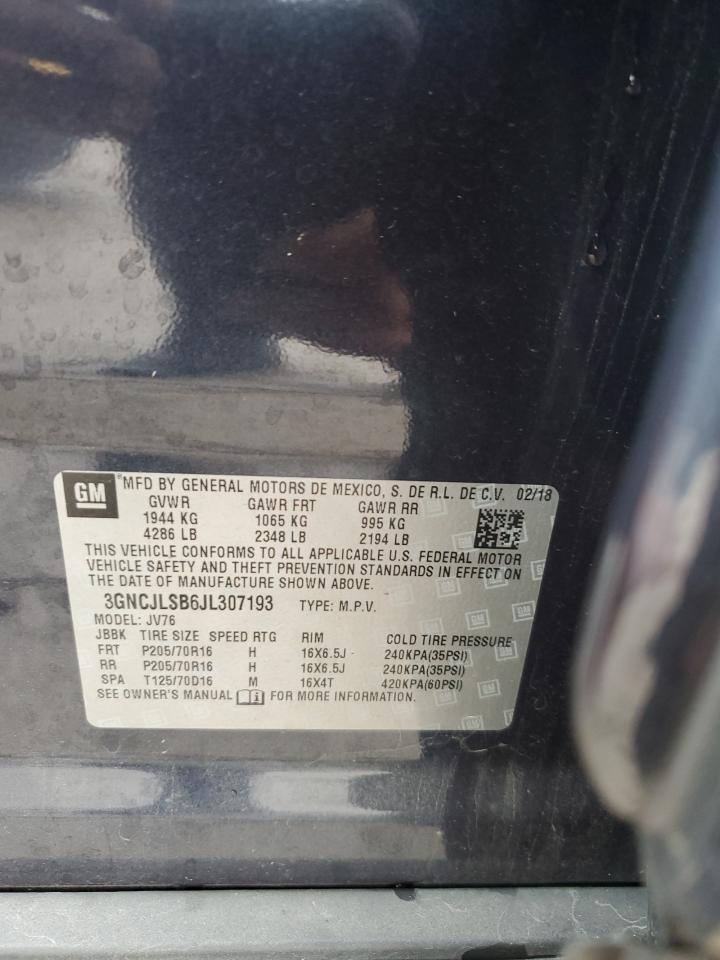 GM *MFD BY GENERAL MOTORS DE MEXICO, S. DE R.L. DE C.V. 02/18
GVWR GAWR FRT GAWR RR
1944 KG 1065 KG 995 KG
4286 LB 2348 LB 2194 LB
THIS VEHICLE CONFORMS TO ALL APPLICABLE U.S. FEDERAL MOTOR
VEHICLE SAFETY AND THEFT PREVENTION STANDARDS IN EFFECT ON
THE DATE OF MANUFACTURE SHOWN ABOVE.
3GNCJLSB6JL307193 TYPE: M.P.V.
MODEL: JV76
JBBK TIRE SIZE SPEED RTG RIM COLD TIRE PRESSURE
FRT P205/70R16 H 16X6.5J 240KPA(35PSI)
RR P205/70R16 H 16X6.5J 240KPA(35PSI)
SPA T125/70D16 M 16X4T 420KPA(60PSI)
SEE OWNER'S MANUAL FOR MORE INFORMATION.